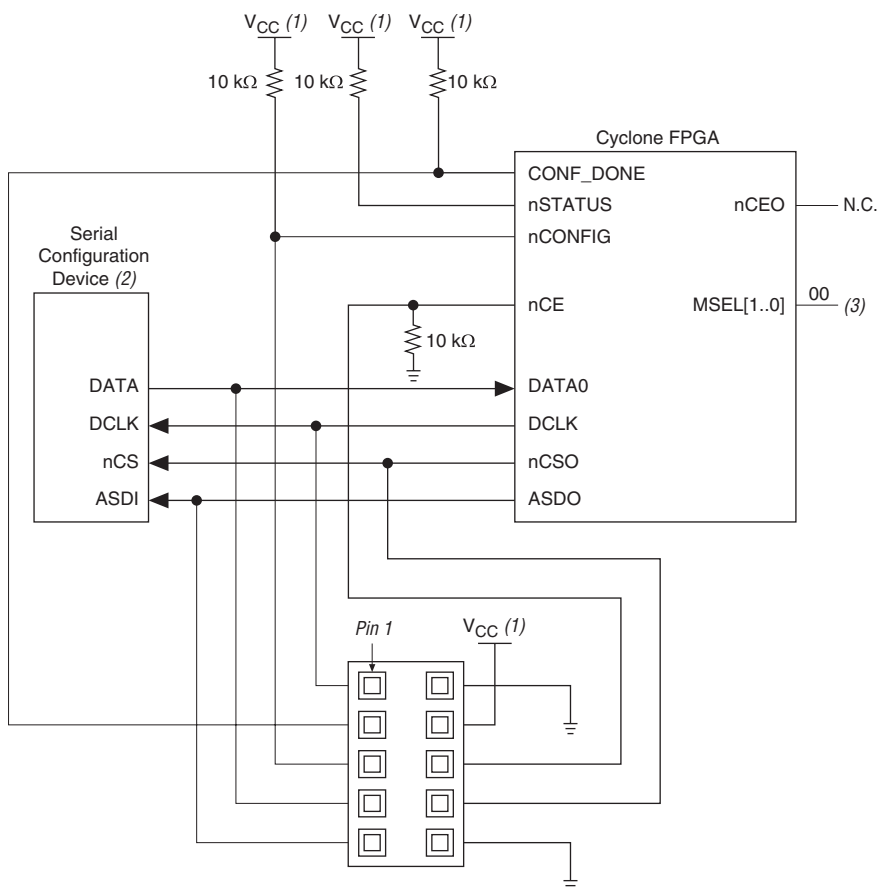 VCC (1) VCC (1) VCC (1)
10 kΩ 10 kΩ 10 kΩ
Cyclone FPGA
CONF_DONE
nSTATUS
nCEO
N.C.
nCONFIG
Serial
Configuration
Device (2)
nCE
MSEL[1..0]
00
(3)
10 kΩ
DATA
DATA0
DCLK
DCLK
nCS
nCSO
ASDI
ASDO
Pin 1
VCC (1)